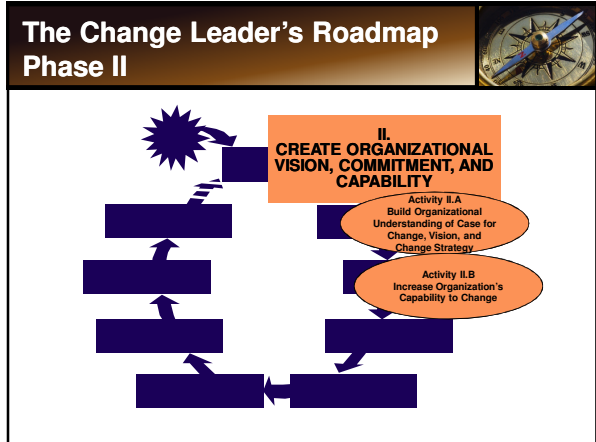 The Change Leader's Roadmap
Phase II
II.
CREATE ORGANIZATIONAL
VISION, COMMITMENT, AND
CAPABILITY
Activity II.A
Build Organizational
Understanding of Case for
Change, Vision, and
Change Strategy
Activity II.B
Increase Organization's
Capability to Change